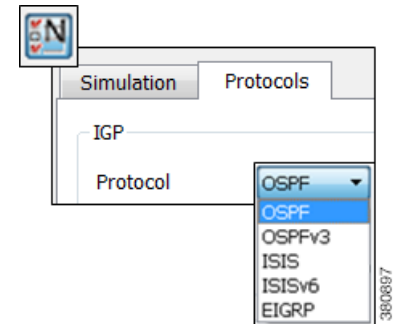 N
Simulation Protocols
IGP
Protocol OSPF
OSPF
OSPFv3
ISIS
ISISv6
EIGRP
380897